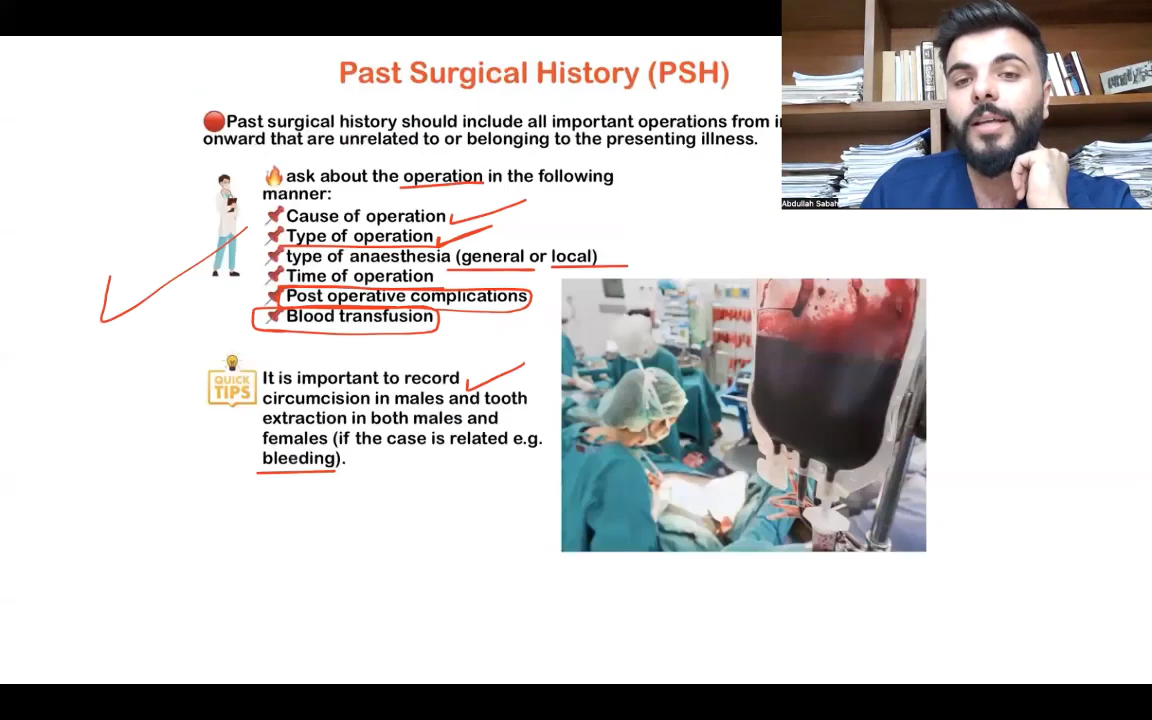 Past Surgical History (PSH)
Past surgical history should include all important operations from
onward that are unrelated to or belonging to the presenting illness.
ask about the operation in the following
manner:
Cause of operation
Type of operation
type of anaesthesia (general or local)
Time of operation
Post operative complications
Blood transfusion
QUICK
TIPS
It is important to record
circumcision in males and tooth
extraction in both males and
females (if the case is related e.g.
bleeding).
Abdullah Sabah